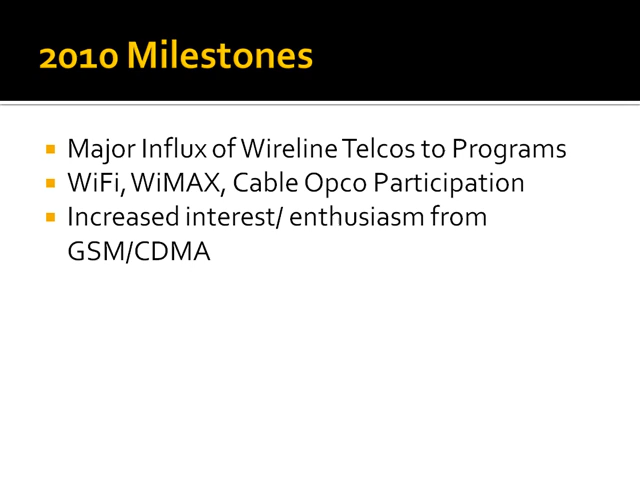 2010 Milestones
Major Influx of Wireline Telcos to Programs
WiFi, WiMAX, Cable Opco Participation
Increased interest/ enthusiasm from
GSM/CDMA